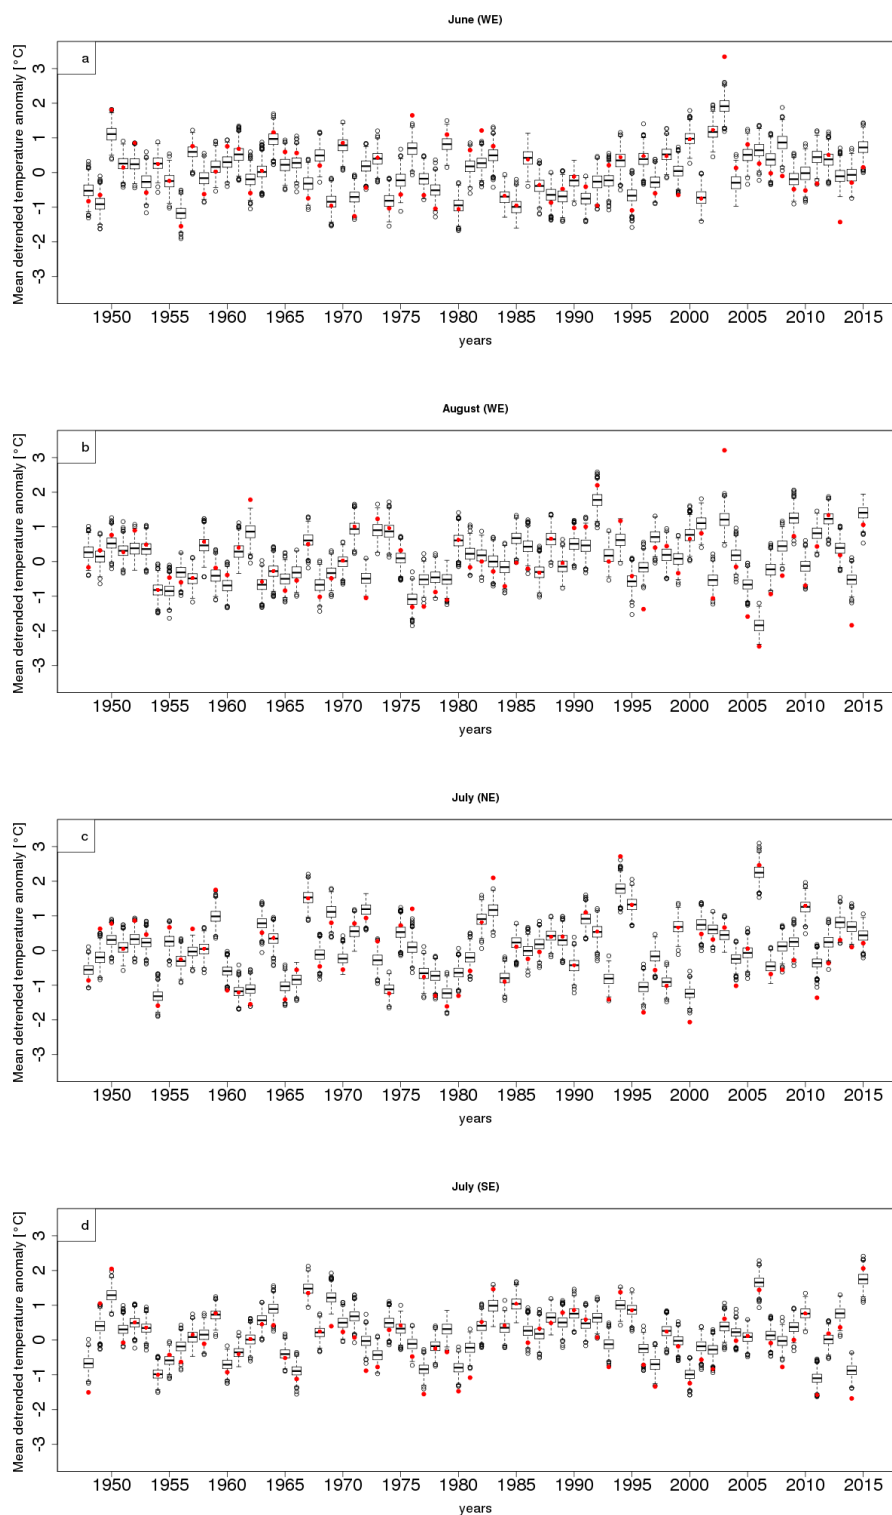 June (WE)
a
Mean detrended temperature anomaly [°C]
3
2
1
0
-1
-2
-3
1950 1955 1960 1965 1970 1975 1980 1985 1990 1995 2000 2005 2010 2015
years
August (WE)
b
Mean detrended temperature anomaly [°C]
3
2
1
0
-1
-2
-3
1950 1955 1960 1965 1970 1975 1980 1985 1990 1995 2000 2005 2010 2015
years
July (NE)
c
Mean detrended temperature anomaly [°C]
3
2
1
0
-1
-2
-3
1950 1955 1960 1965 1970 1975 1980 1985 1990 1995 2000 2005 2010 2015
years
July (SE)
d
Mean detrended temperature anomaly [°C]
3
2
1
0
-1
-2
-3
1950 1955 1960 1965 1970 1975 1980 1985 1990 1995 2000 2005 2010 2015
years